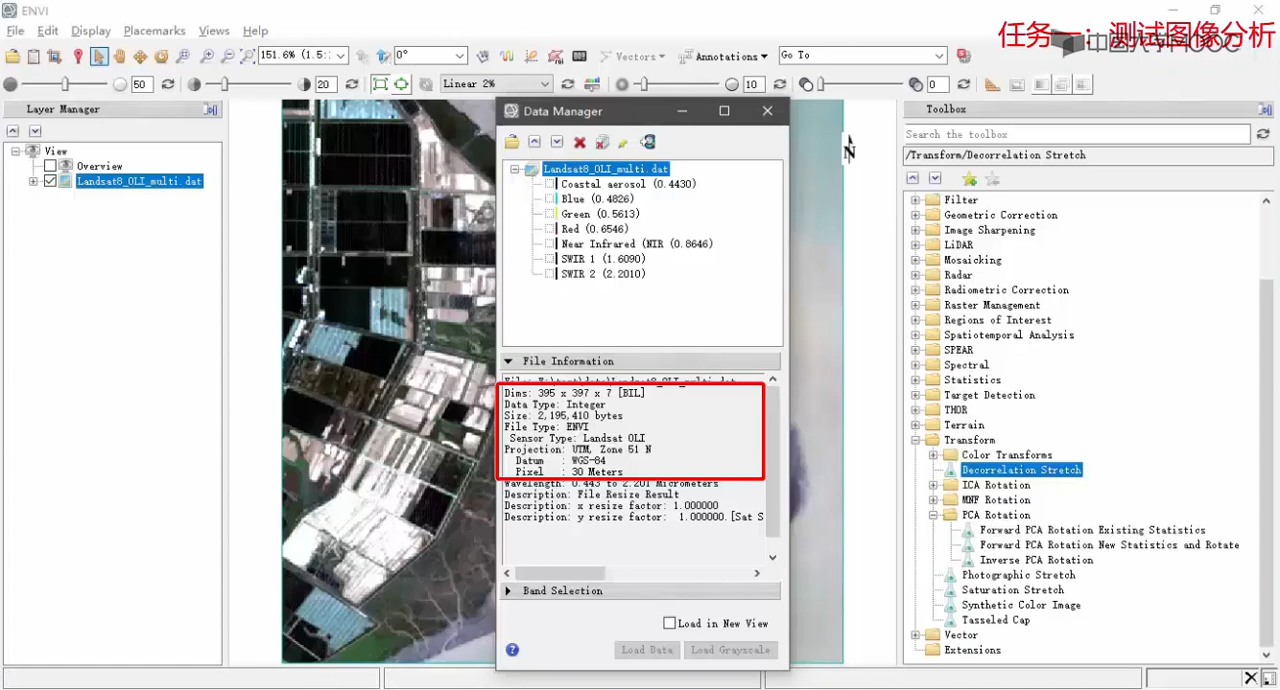 ENVI
任务一：测试图像分析
中国大学MOOC
File Edit Display Placemarks Views Help
151.6% (1.5: 0° Vectors Annotations Go To
50 20 Linear 2% 10 0
Layer Manager
View
Overview
Landsat8_OLI_multi.dat
Data Manager
Landsat8_OLI_multi.dat
Coastal aerosol (0.4430)
Blue (0.4826)
Green (0.5613)
Red (0.6546)
Near Infrared (NIR (0.8646)
SWIR 1 (1.6090)
SWIR 2 (2.2010)
File Information
Dims: 395 x 397 x 7 [BIL]
Data Type: Integer
Size: 2,195,410 bytes
File Type: ENVI
Sensor Type: Landsat OLI
Projection: UTM, Zone 51 N
Datum : WGS-84
Pixel : 30 Meters
Wavelength: 0.443 to 2.201 Micrometers
Description: File Resize Result
Description: x resize factor: 1.000000
Description: y resize factor: 1.000000.[Sat S
Band Selection
Load in New View
Load Data Load Grayscale
N
Toolbox
Search the toolbox
/Transform/Decorrelation Stretch
Filter
Geometric Correction
Image Sharpening
LiDAR
Mosaicking
Radar
Radiometric Correction
Raster Management
Regions of Interest
Spatiotemporal Analysis
SPEAR
Spectral
Statistics
Target Detection
THOR
Terrain
Transform
Color Transforms
Decorrelation Stretch
ICA Rotation
MNF Rotation
PCA Rotation
Forward PCA Rotation Existing Statistics
Forward PCA Rotation New Statistics and Rotate
Inverse PCA Rotation
Photographic Stretch
Saturation Stretch
Synthetic Color Image
Tasseled Cap
Vector
Extensions